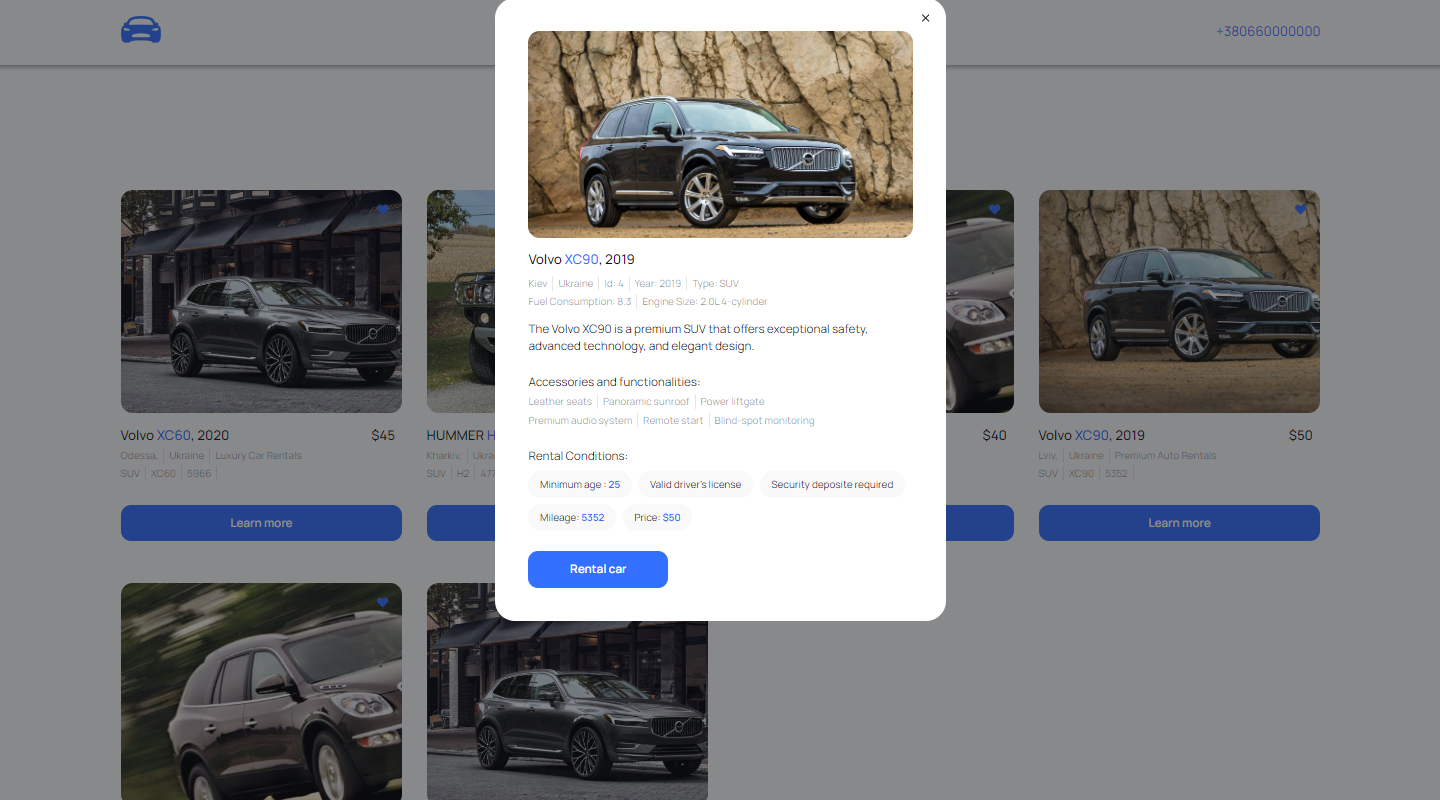 +380660000000
Volvo XC90, 2019
Kiev Ukraine Id: 4 Year: 2019 Type: SUV
Fuel Consumption: 8.3 Engine Size: 2.0L 4-cylinder
The Volvo XC90 is a premium SUV that offers exceptional safety,
advanced technology, and elegant design.
Accessories and functionalities:
Leather seats Panoramic sunroof Power liftgate
Premium audio system Remote start Blind-spot monitoring
Rental Conditions:
Minimum age : 25 Valid driver's license Security deposite required
Mileage: 5352 Price: $50
Rental car
Volvo XC60, 2020 $45
Odessa, Ukraine Luxury Car Rentals
SUV XC60 5966
Learn more
HUMMER
Kharkiv,
SUV H2
$40
Volvo XC90, 2019 $50
Lviv, Ukraine Premium Auto Rentals
SUV XC90 5352
Learn more